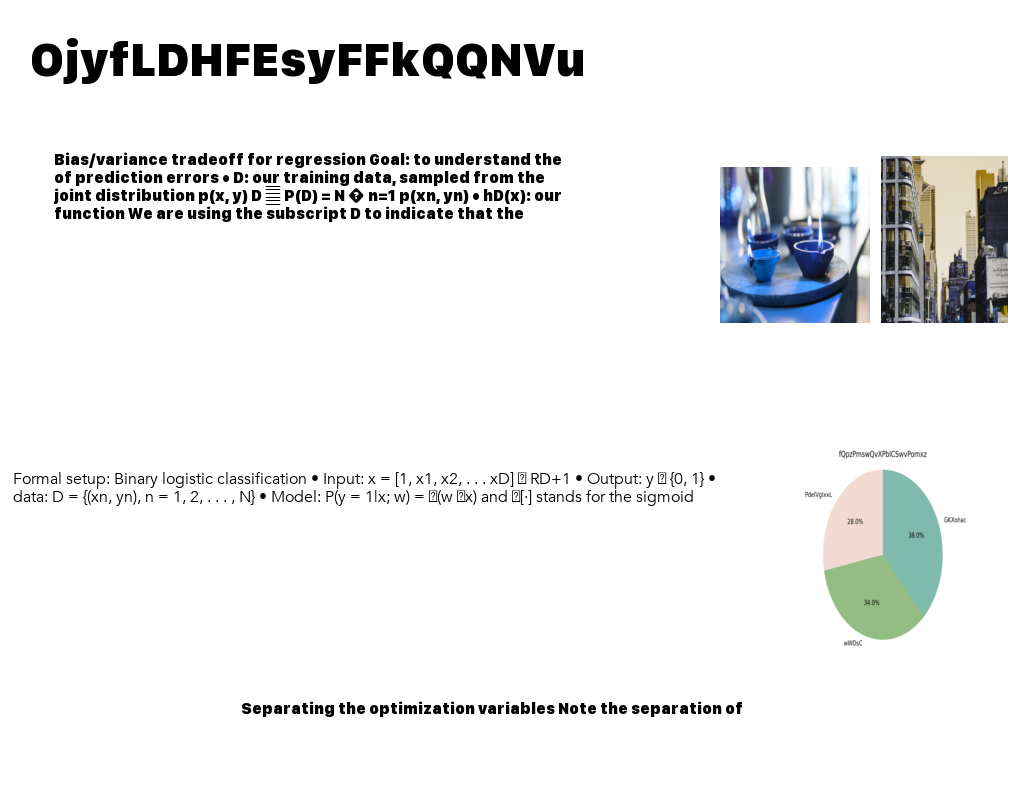 OjyfLDHFEsyFFkQQNVu
Bias/variance tradeoff for regression Goal: to understand the
of prediction errors • D: our training data, sampled from the
joint distribution p(x, y) D P(D) = N � n=1 p(xn, yn) • hD(x): our
function We are using the subscript D to indicate that the
Formal setup: Binary logistic classification • Input: x = [1, x1, x2, . . . xD] RD+1 • Output: y {0, 1} •
data: D = {(xn, yn), n = 1, 2, . . . , N} • Model: P(y = 1|x; w) = (w x) and [·] stands for the sigmoid
fQpzPmswQvXPblCSwvPomxz
PdelVglxxL
28.0%
GKXohac
38.0%
34.0%
wWDsC
Separating the optimization variables Note the separation of